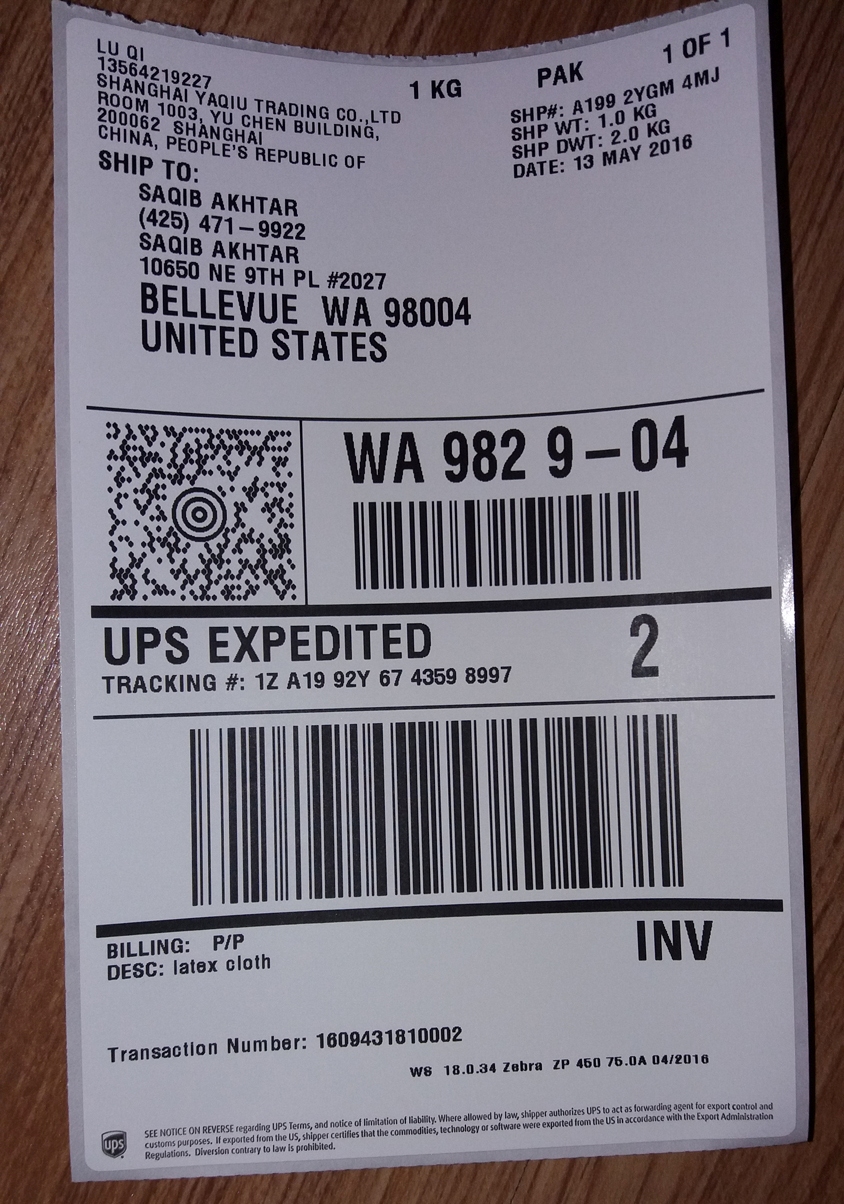 LU QI
13564219227
SHANGHAI YAQIU TRADING CO.,LTD
ROOM 1003, YU CHEN BUILDING,
200062 SHANGHAI
CHINA, PEOPLE'S REPUBLIC OF
1 KG
PAK
1 OF 1
SHP#: A199 2YGM 4MJ
SHP WT: 1.0 KG
SHP DWT: 2.0 KG
DATE: 13 MAY 2016
SHIP TO:
SAQIB AKHTAR
(425) 471-9922
SAQIB AKHTAR
10650 NE 9TH PL #2027
BELLEVUE WA 98004
UNITED STATES
WA 982 9-04
UPS EXPEDITED
2
TRACKING #: 1Z A19 92Y 67 4359 8997
BILLING: P/P
DESC: latex cloth
INV
Transaction Number: 1609431810002
WS 18.0.34 Zebra ZP 450 75.0A 04/2016
ups
SEE NOTICE ON REVERSE regarding UPS Terms, and notice of limitation of liability. Where allowed by law, shipper authorizes UPS to act as forwarding agent for export control and
customs purposes. If exported from the US, shipper certifies that the commodities, technology or software were exported from the US in accordance with the Export Administration
Regulations. Diversion contrary to law is prohibited.